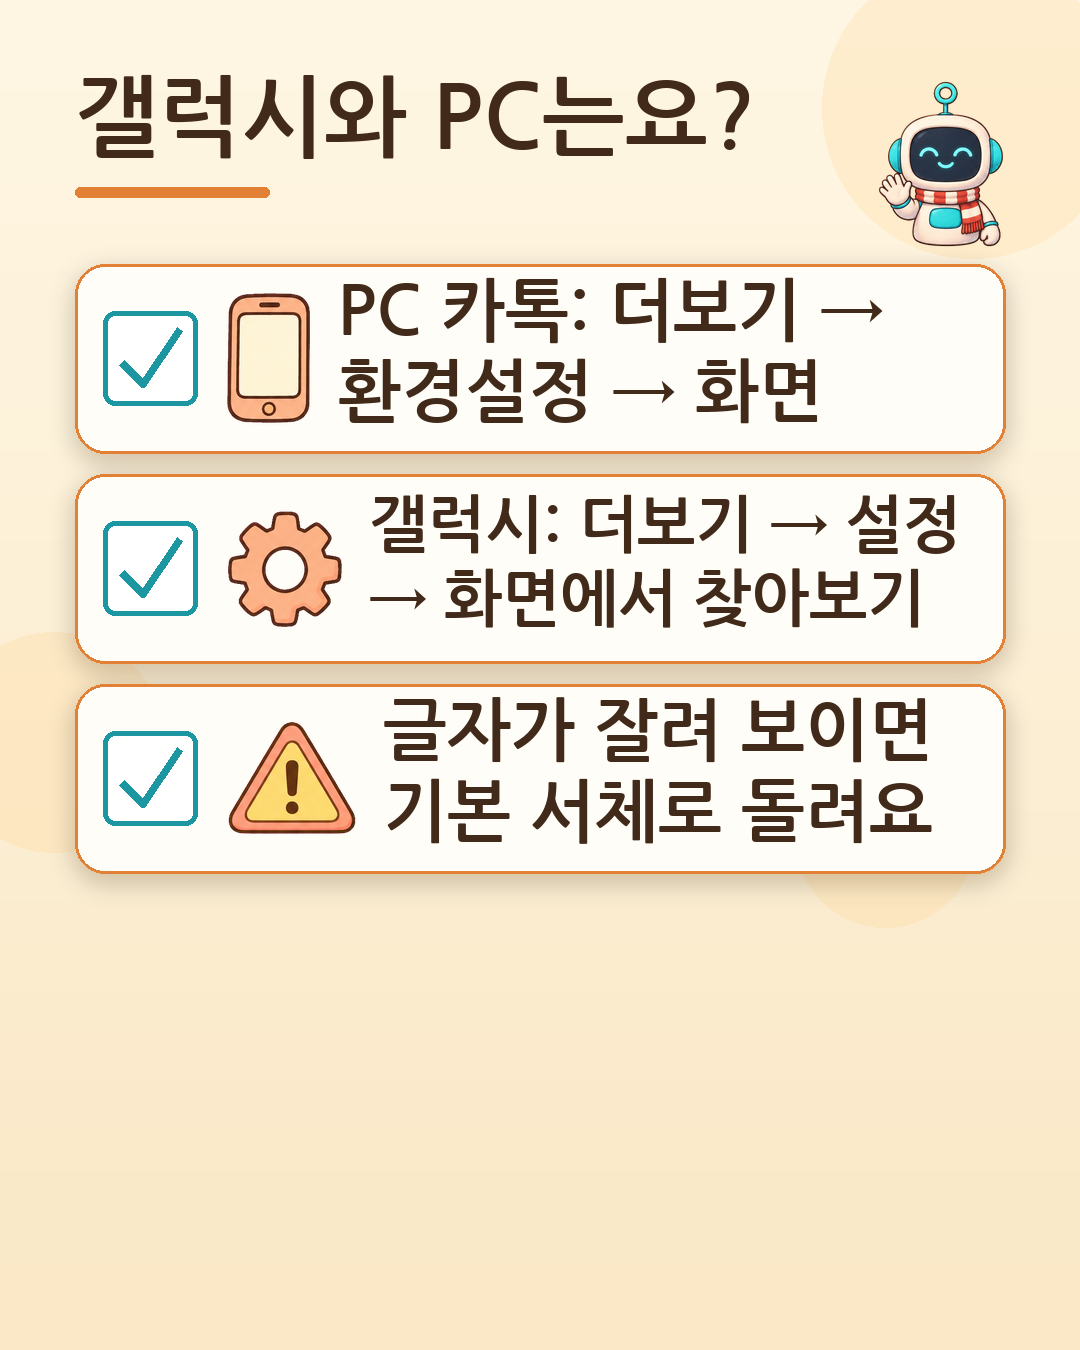 갤럭시와 PC는요?
PC 카톡: 더보기 →
환경설정 → 화면
갤럭시: 더보기 → 설정
→ 화면에서 찾아보기
글자가 잘려 보이면
기본 서체로 돌려요